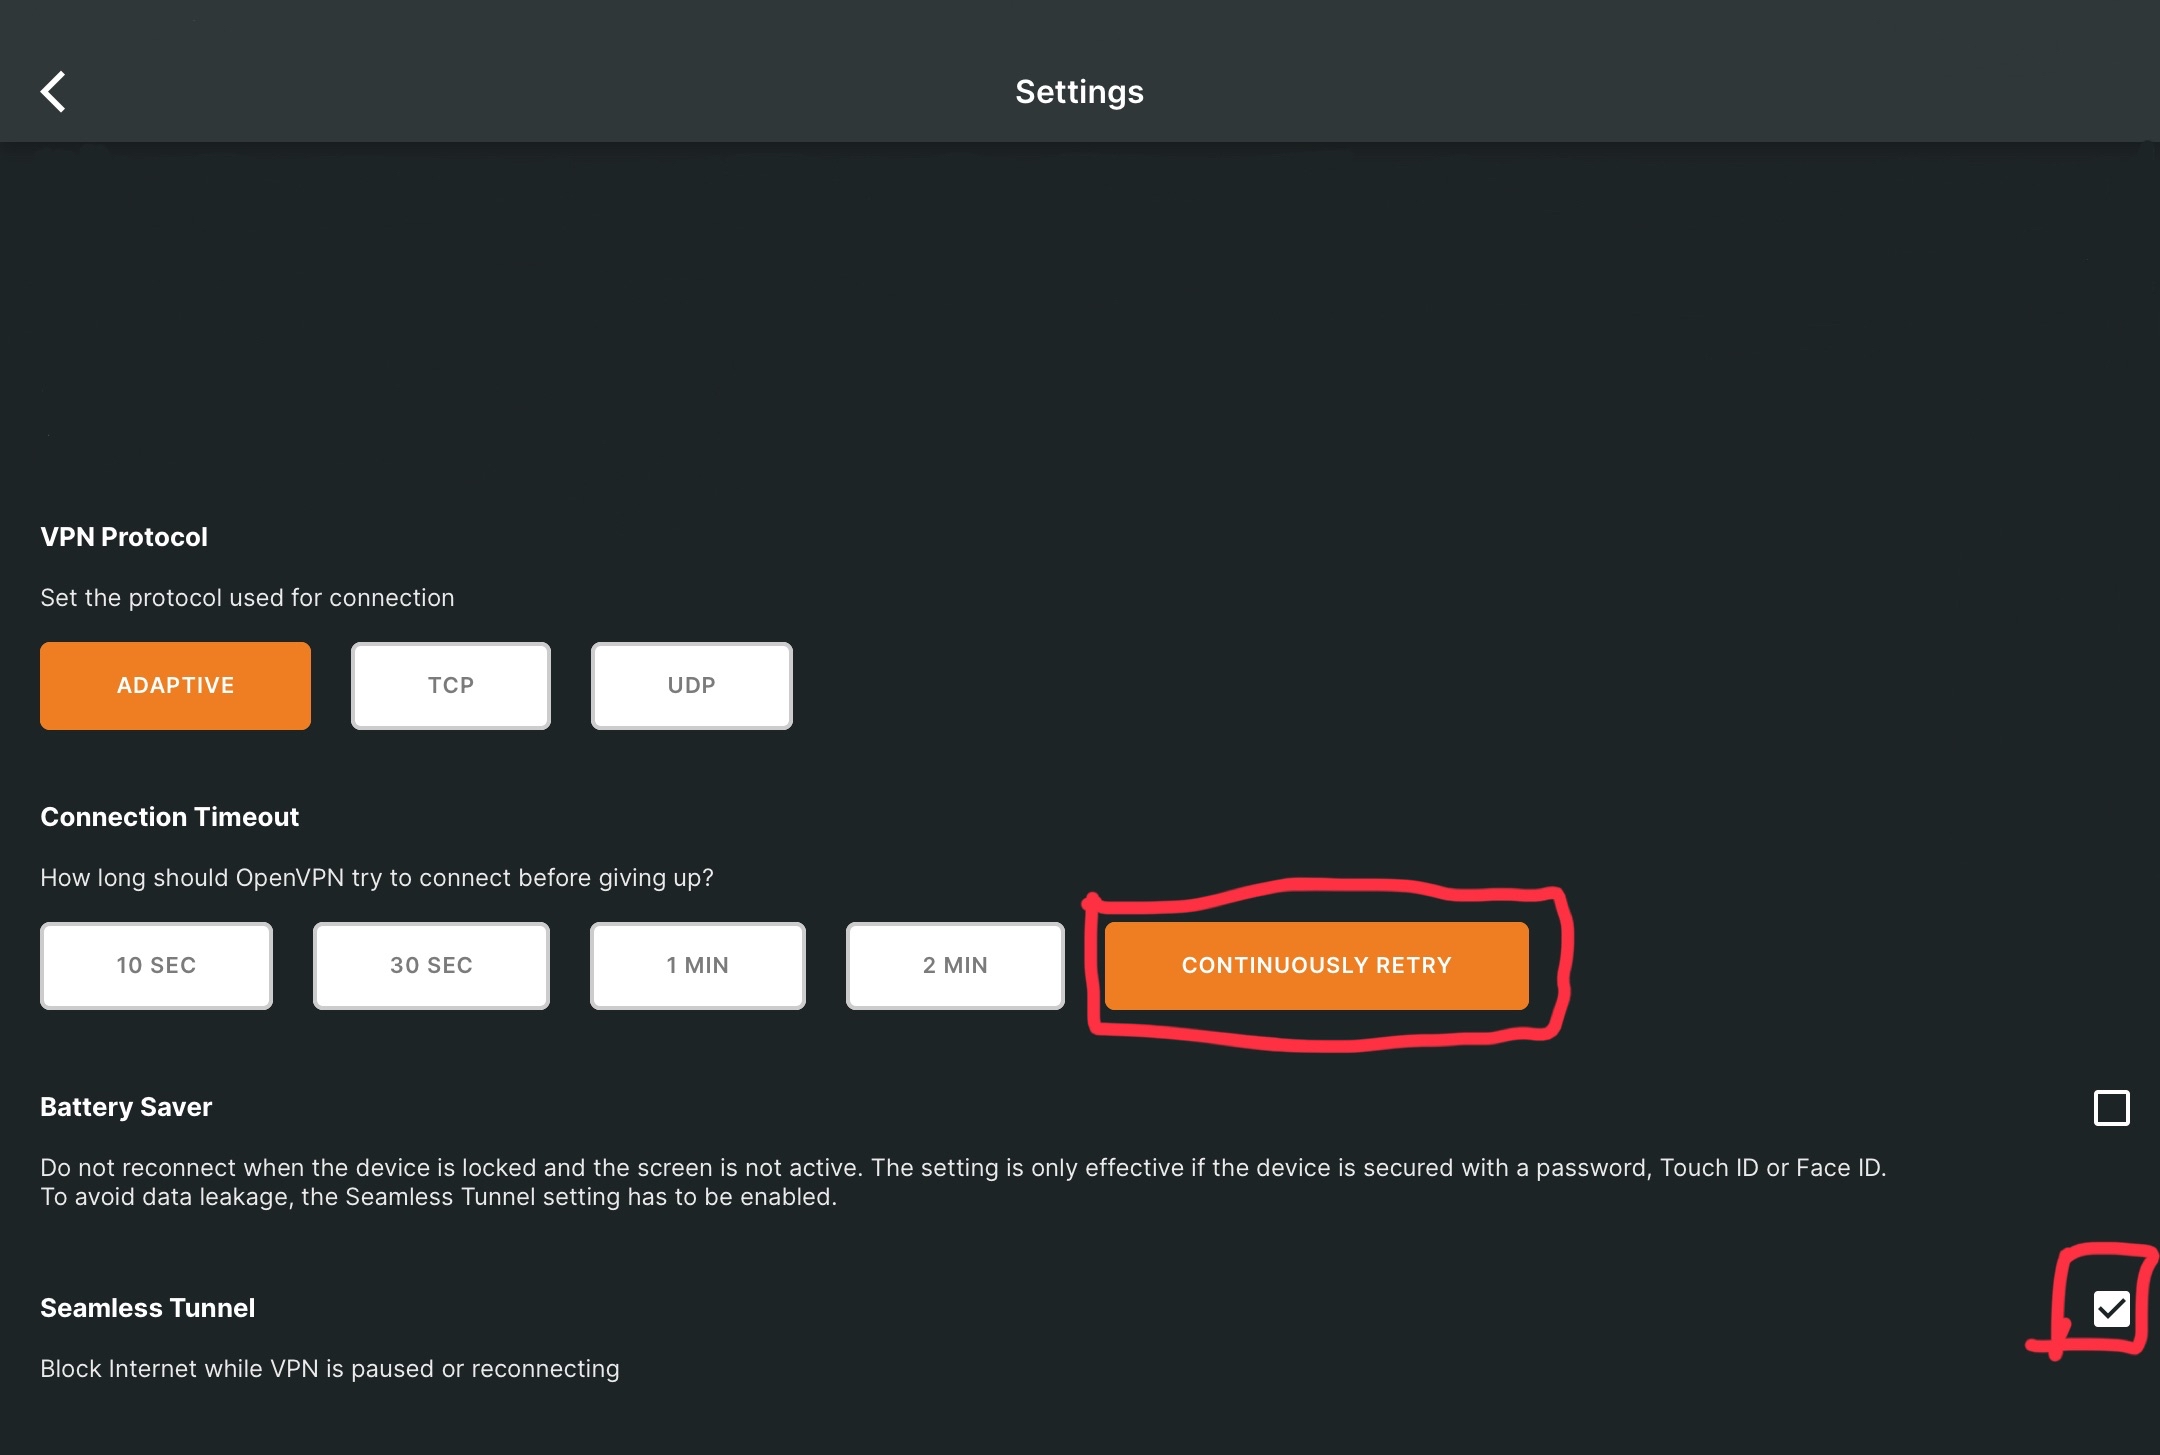 Settings
VPN Protocol
Set the protocol used for connection
ADAPTIVE TCP UDP
Connection Timeout
How long should OpenVPN try to connect before giving up?
10 SEC 30 SEC 1 MIN 2 MIN CONTINUOUSLY RETRY
Battery Saver
Do not reconnect when the device is locked and the screen is not active. The setting is only effective if the device is secured with a password, Touch ID or Face ID.
To avoid data leakage, the Seamless Tunnel setting has to be enabled.
Seamless Tunnel
Block Internet while VPN is paused or reconnecting